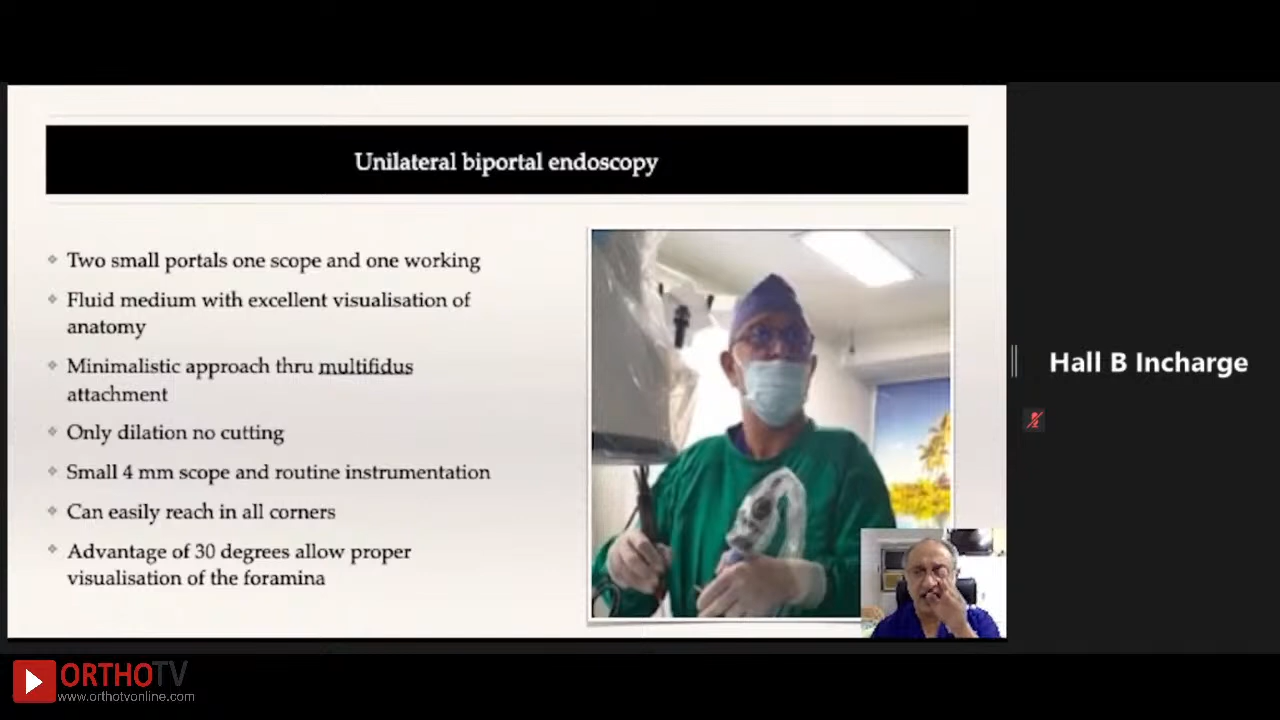 Unilateral biportal endoscopy
Two small portals one scope and one working
Fluid medium with excellent visualisation of
anatomy
Minimalistic approach thru multifidus
attachment
Only dilation no cutting
Small 4 mm scope and routine instrumentation
Can easily reach in all corners
Advantage of 30 degrees allow proper
visualisation of the foramina
Hall B Incharge
ORTHOTV
www.orthotvonline.com